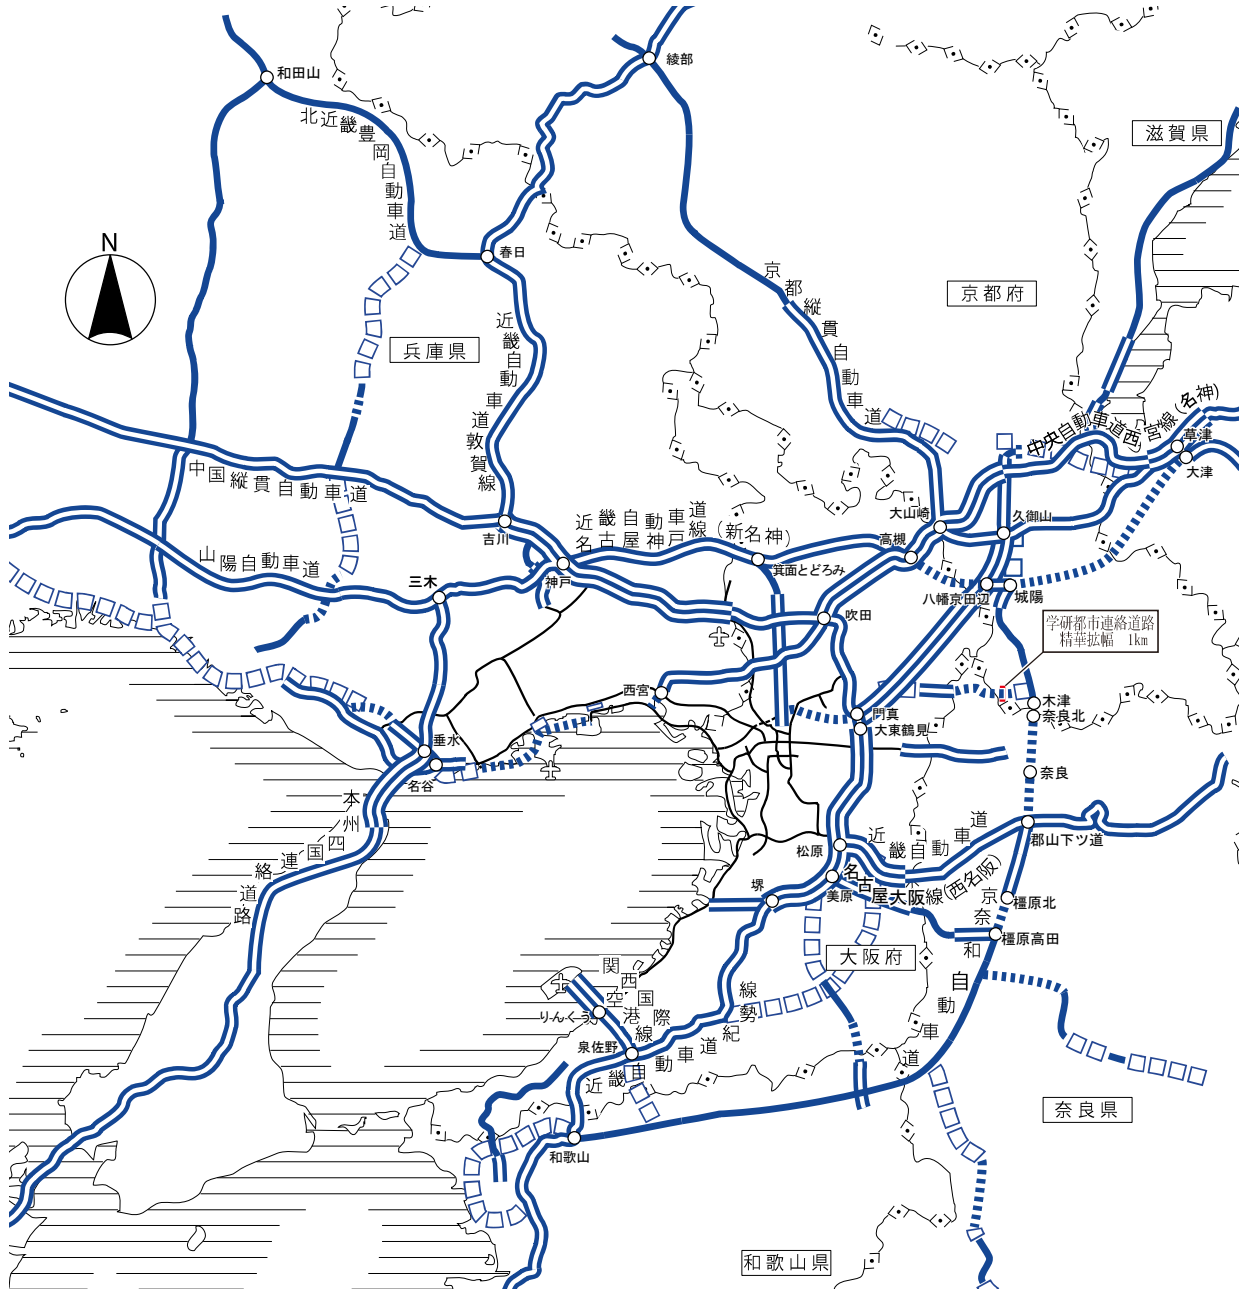 和田山
綾部
北近畿豊岡自動車道
滋賀県
N
春日
京都府
京都縦貫自動車道
兵庫県
近畿自動車道敦賀線
中央自動車道西宮線(名神)
草津
大津
中国縦貫自動車道
吉川
近畿自動車道
名古屋神戸線(新名神)
大山崎
久御山
高槻
山陽自動車道
三木
神戸
箕面とどろみ
八幡京田辺
城陽
吹田
学研都市連絡道路
精華拡幅 1km
西宮
木津
奈良北
門真
大東鶴見
垂水
名谷
奈良
本州四国連絡道路
松原
近畿自動車道
名古屋大阪線(西名阪)
郡山下ツ道
堺
美原
橿原北
橿原高田
京奈和自動車道
大阪府
関西国際空港線
りんくう
泉佐野
近畿自動車道紀勢線
奈良県
和歌山
和歌山県